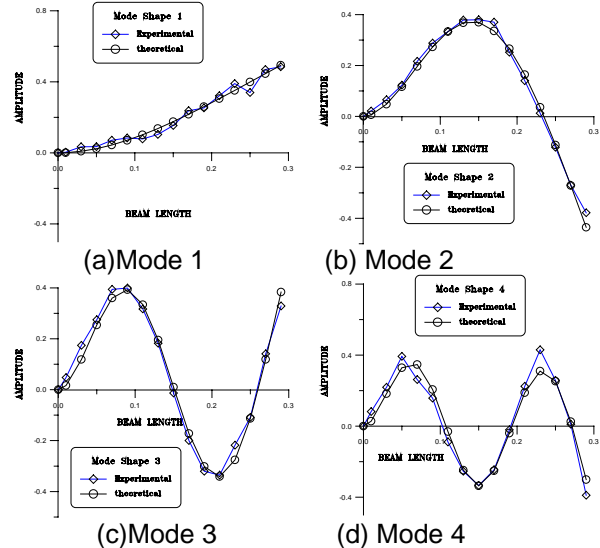 Mode Shape 1
Experimental
theoretical
AMPLITUDE
0.8
0.4
0.0
-0.4
0.0
0.1
0.2
0.3
BEAM LENGTH
(a)Mode 1
AMPLITUDE
0.4
0.2
0.0
-0.2
-0.4
0.0
0.1
0.2
0.3
BEAM LENGTH
Mode Shape 2
Experimental
theoretical
(b) Mode 2
AMPLITUDE
0.4
0.2
0.0
-0.2
-0.4
0.0
0.1
0.2
0.3
BEAM LENGTH
Mode Shape 3
Experimental
theoretical
(c)Mode 3
Mode Shape 4
Experimental
theoretical
AMPLITUDE
0.8
0.4
0.0
-0.4
0.0
0.1
0.2
0.3
BEAM LENGTH
(d) Mode 4